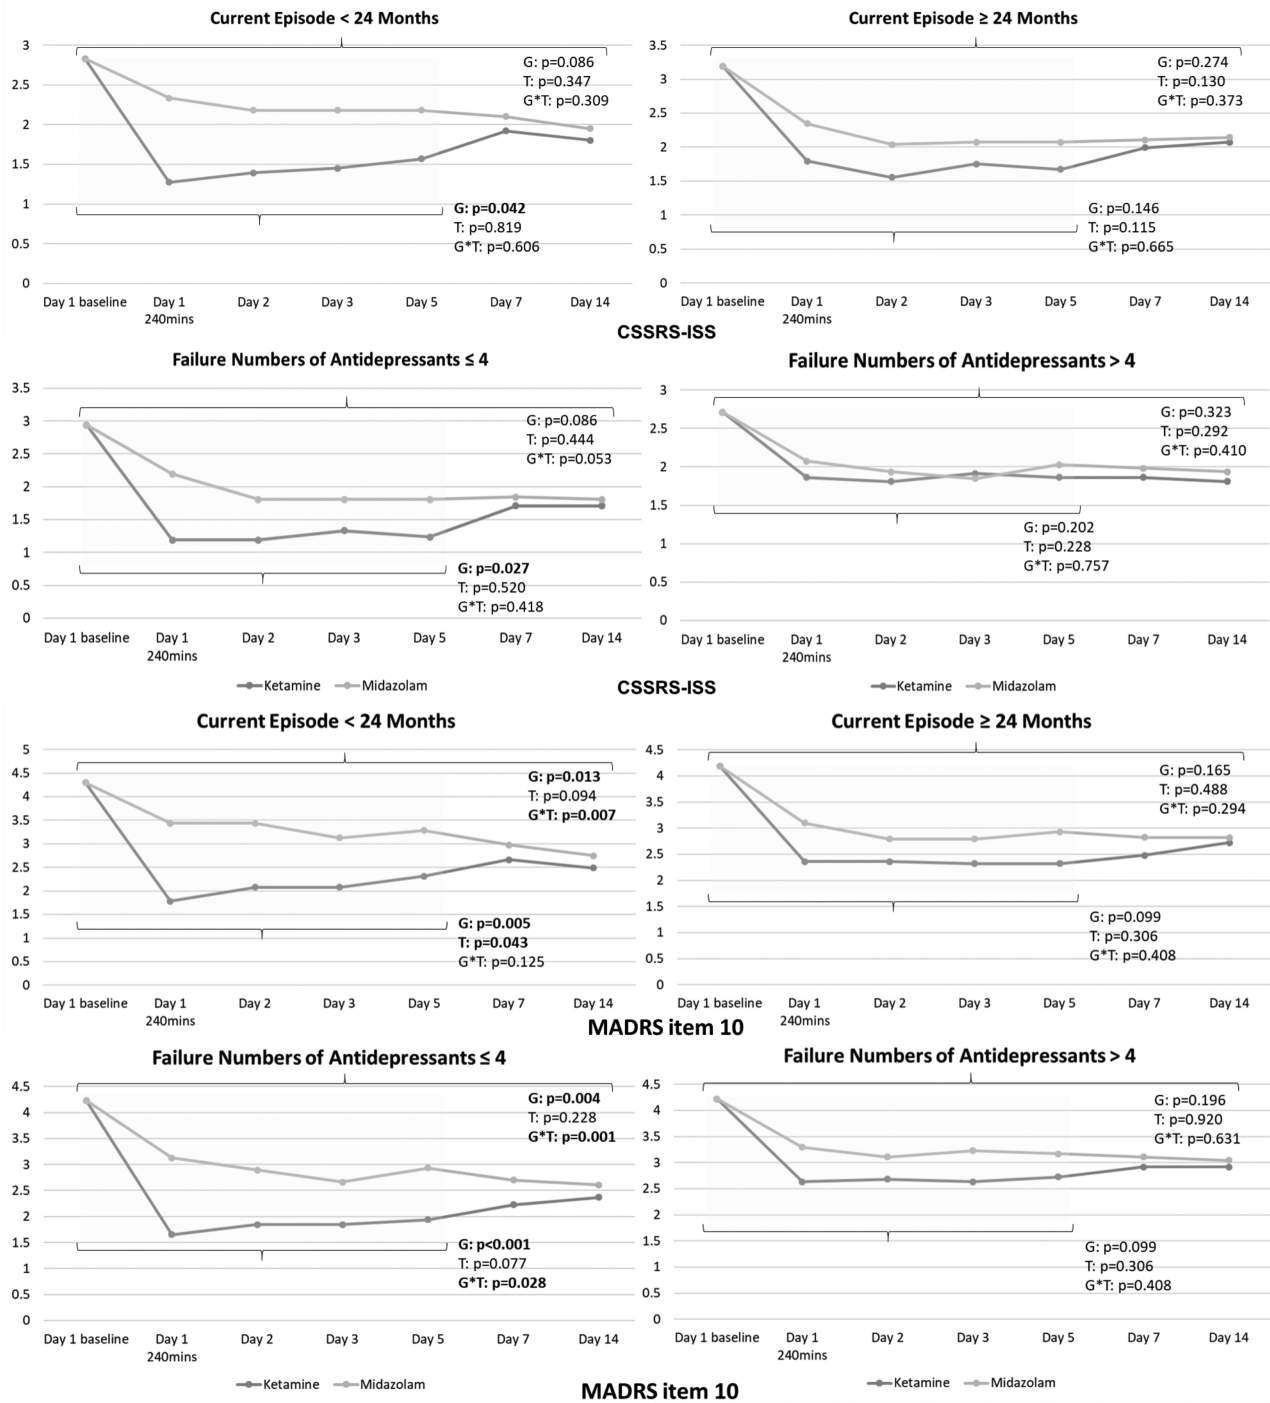 Current Episode < 24 Months
3
2.5
2
1.5
1
0.5
0
G: p=0.086
T: p=0.347
G*T: p=0.309
G: p=0.042
T: p=0.819
G*T: p=0.606
Day 1 baseline Day 1 Day 2 Day 3 Day 5 Day 7 Day 14
240mins
Current Episode ≥ 24 Months
3.5
3
2.5
2
1.5
1
0.5
0
G: p=0.274
T: p=0.130
G*T: p=0.373
G: p=0.146
T: p=0.115
G*T: p=0.665
Day 1 baseline Day 1 Day 2 Day 3 Day 5 Day 7 Day 14
240mins
CSSRS-ISS
Failure Numbers of Antidepressants ≤ 4
3.5
3
2.5
2
1.5
1
0.5
0
G: p=0.086
T: p=0.444
G*T: p=0.053
G: p=0.027
T: p=0.520
G*T: p=0.418
Day 1 baseline Day 1 Day 2 Day 3 Day 5 Day 7 Day 14
240mins
Ketamine Midazolam
Failure Numbers of Antidepressants > 4
3
2.5
2
1.5
1
0.5
0
G: p=0.323
T: p=0.292
G*T: p=0.410
G: p=0.202
T: p=0.228
G*T: p=0.757
Day 1 baseline Day 1 Day 2 Day 3 Day 5 Day 7 Day 14
240mins
Ketamine Midazolam
CSSRS-ISS
Current Episode < 24 Months
5
4.5
4
3.5
3
2.5
2
1.5
1
0.5
0
G: p=0.013
T: p=0.094
G*T: p=0.007
G: p=0.005
T: p=0.043
G*T: p=0.125
Day 1 baseline Day 1 Day 2 Day 3 Day 5 Day 7 Day 14
240mins
Current Episode ≥ 24 Months
4.5
4
3.5
3
2.5
2
1.5
1
0.5
0
G: p=0.165
T: p=0.488
G*T: p=0.294
G: p=0.099
T: p=0.306
G*T: p=0.408
Day 1 baseline Day 1 Day 2 Day 3 Day 5 Day 7 Day 14
240mins
MADRS item 10
Failure Numbers of Antidepressants ≤ 4
4.5
4
3.5
3
2.5
2
1.5
1
0.5
0
G: p=0.004
T: p=0.228
G*T: p=0.001
G: p<0.001
T: p=0.077
G*T: p=0.028
Day 1 baseline Day 1 Day 2 Day 3 Day 5 Day 7 Day 14
240mins
Ketamine Midazolam
Failure Numbers of Antidepressants > 4
4.5
4
3.5
3
2.5
2
1.5
1
0.5
0
G: p=0.196
T: p=0.920
G*T: p=0.631
G: p=0.099
T: p=0.306
G*T: p=0.408
Day 1 baseline Day 1 Day 2 Day 3 Day 5 Day 7 Day 14
240mins
Ketamine Midazolam
MADRS item 10